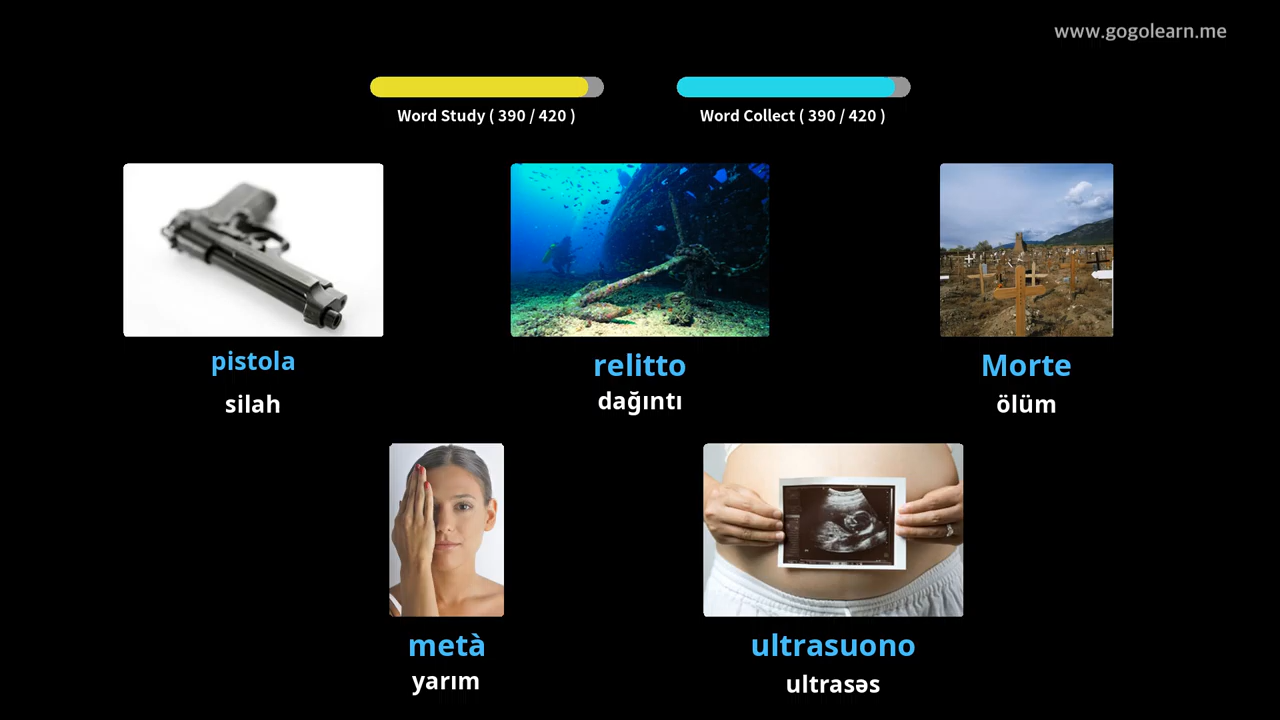 www.gogolearn.me
Word Study ( 390 / 420 )
Word Collect ( 390 / 420 )
pistola
silah
relitto
dağıntı
Morte
ölüm
metà
yarım
ultrasuono
ultrasəs